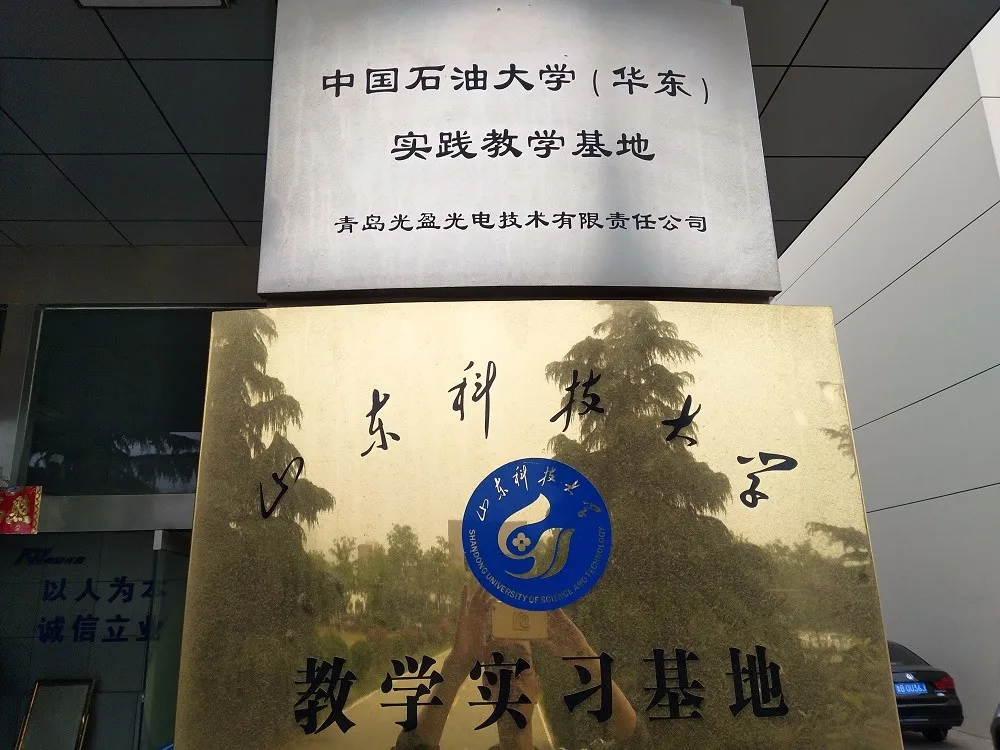 中国石油大学(华东)
实践教学基地
青岛光盈光电技术有限责任公司
山东科技大学
山东科技大学
SHANDONG UNIVERSITY OF SCIENCE AND TECHNOLOGY
教学实习基地
以人为本
诚信立业